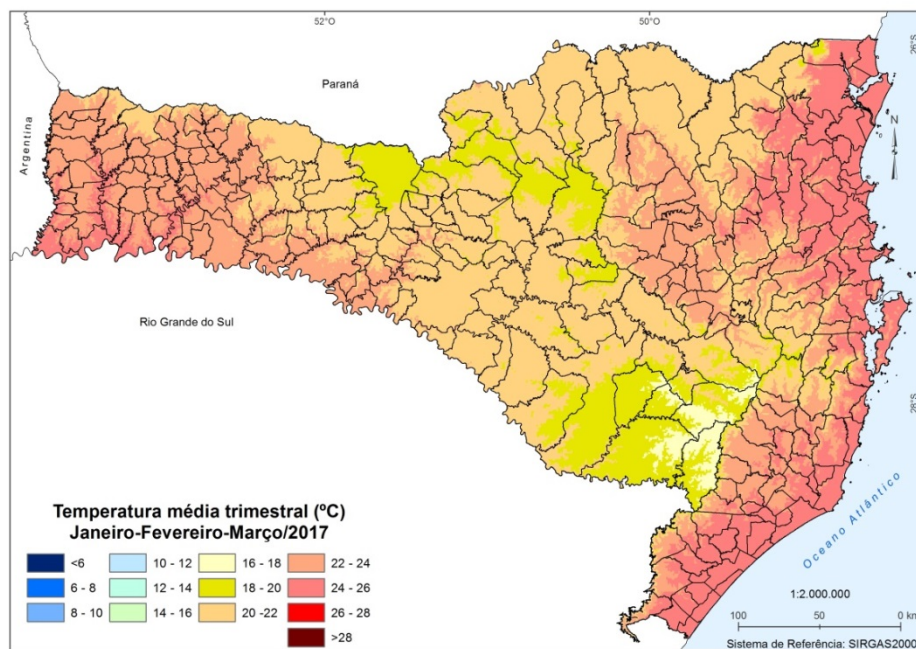 52°O
50°O
26°S
Paraná
Argentina
N
Rio Grande do Sul
28°S
Oceano Atlântico
Temperatura média trimestral (ºC)
Janeiro-Fevereiro-Março/2017
<6
10 - 12
16 - 18
22 - 24
6 - 8
12 - 14
18 - 20
24 - 26
8 - 10
14 - 16
20 - 22
26 - 28
>28
1:2.000.000
100 50 0 km
Sistema de Referência: SIRGAS2000